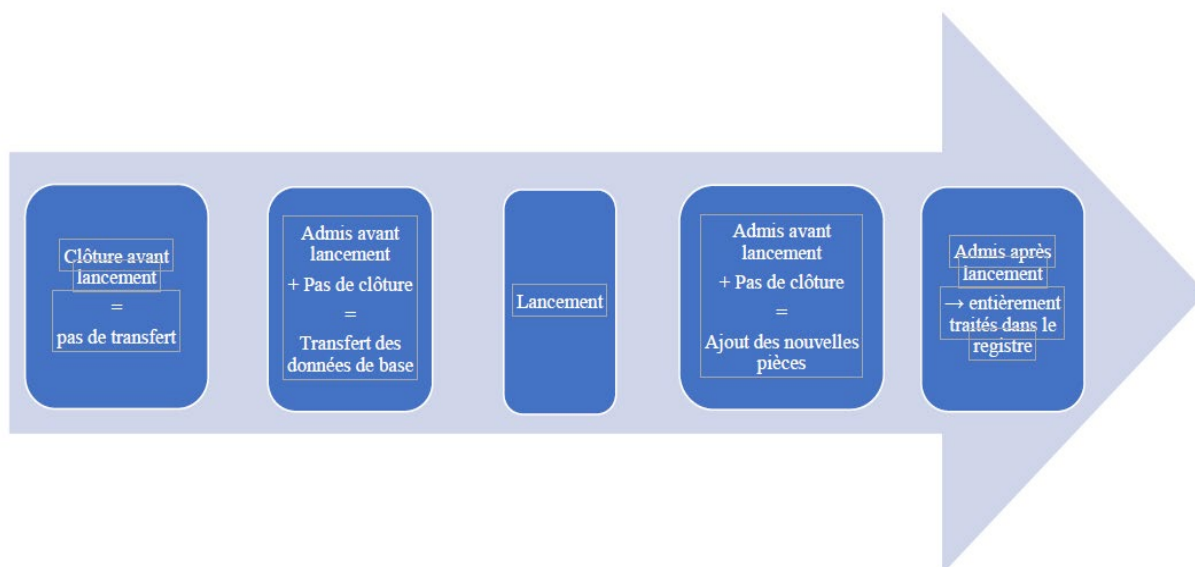 Clôture avant
lancement
=
pas de transfert
Admis avant
lancement
+ Pas de clôture
=
Transfert des
données de base
Lancement
Admis avant
lancement
+ Pas de clôture
=
Ajout des nouvelles
pièces
Admis après
lancement
→ entièrement
traités dans le
registre